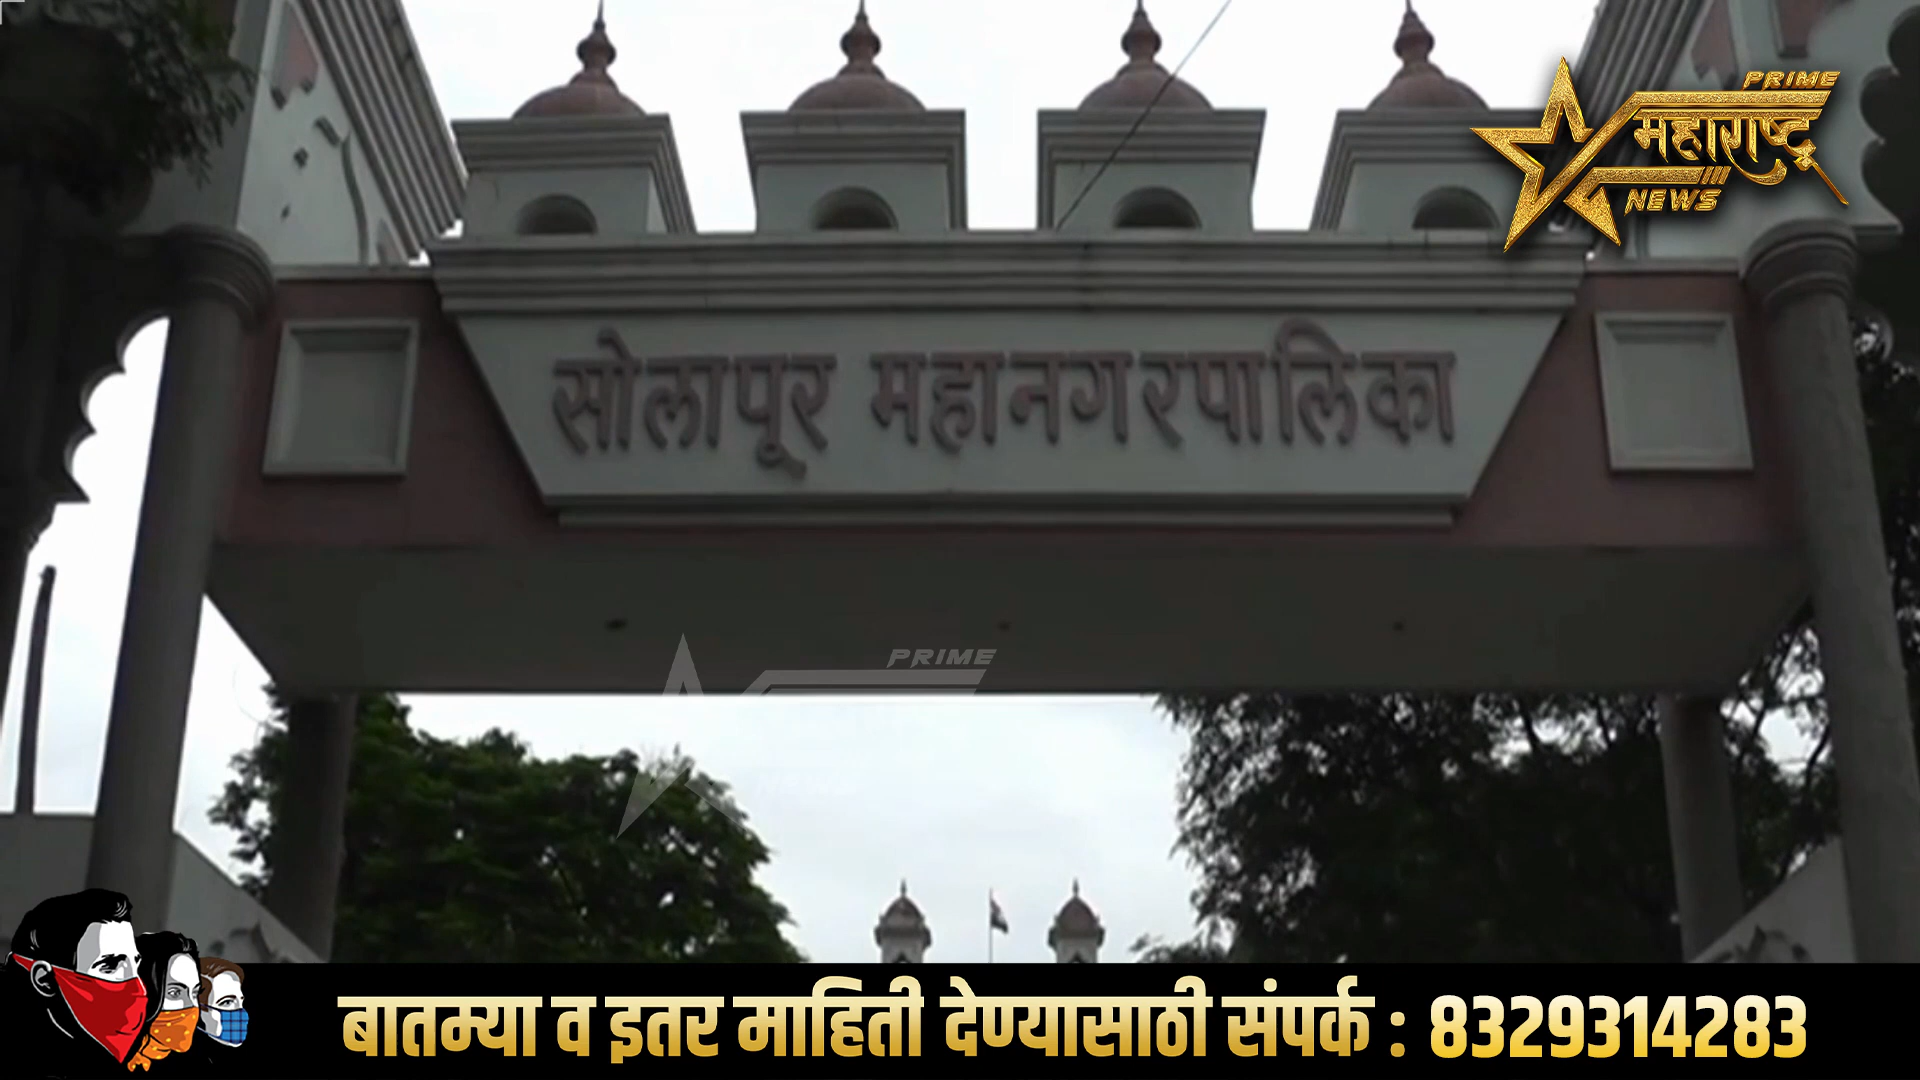 PRIME
महाराष्ट्र
NEWS
सोलापूर महानगरपालिका
PRIME
बातम्या व इतर माहिती देण्यासाठी संपर्क : 8329314283